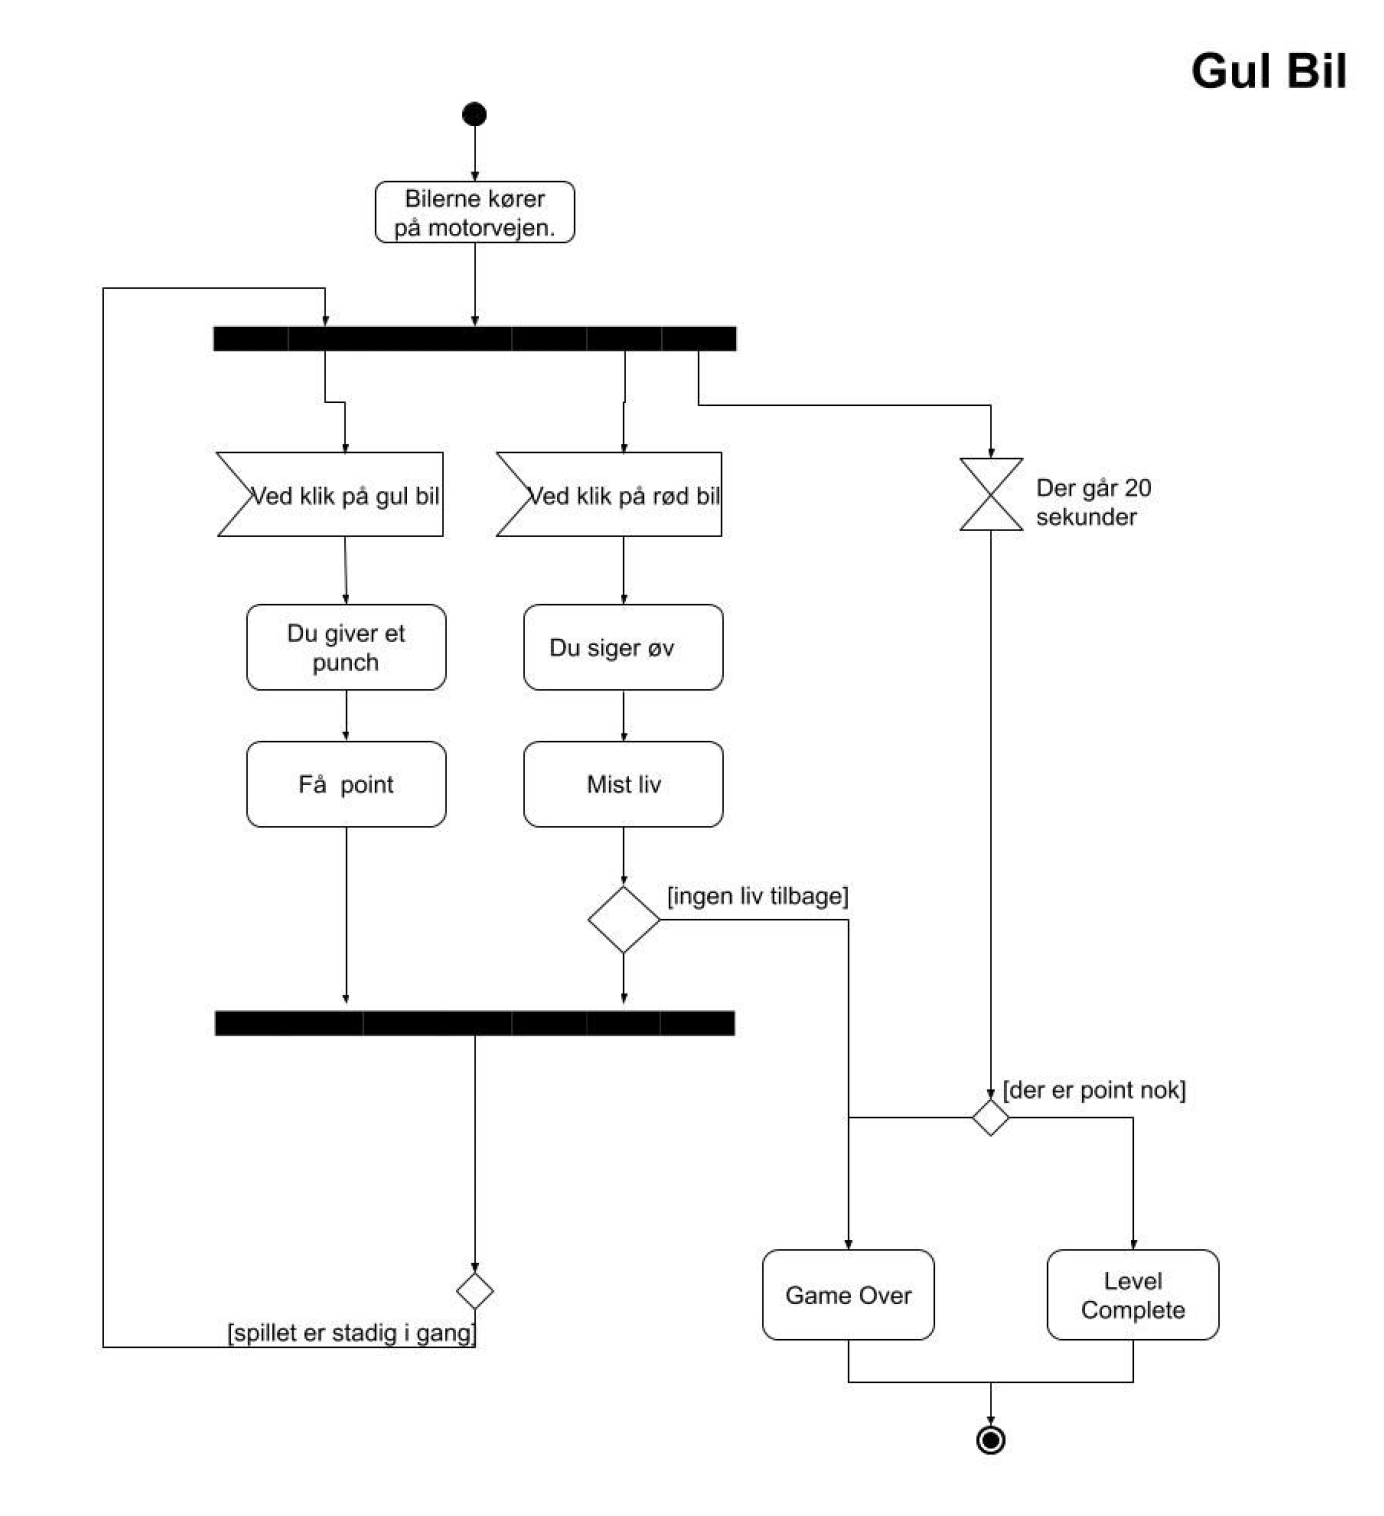 Gul Bil
Bilerne kører
på motorvejen.
Ved klik på gul bil
Ved klik på rød bil
Der går 20
sekunder
Du giver et
punch
Du siger øv
Få  point
Mist liv
[ingen liv tilbage]
[der er point nok]
Game Over
Level
Complete
[spillet er stadig i gang]